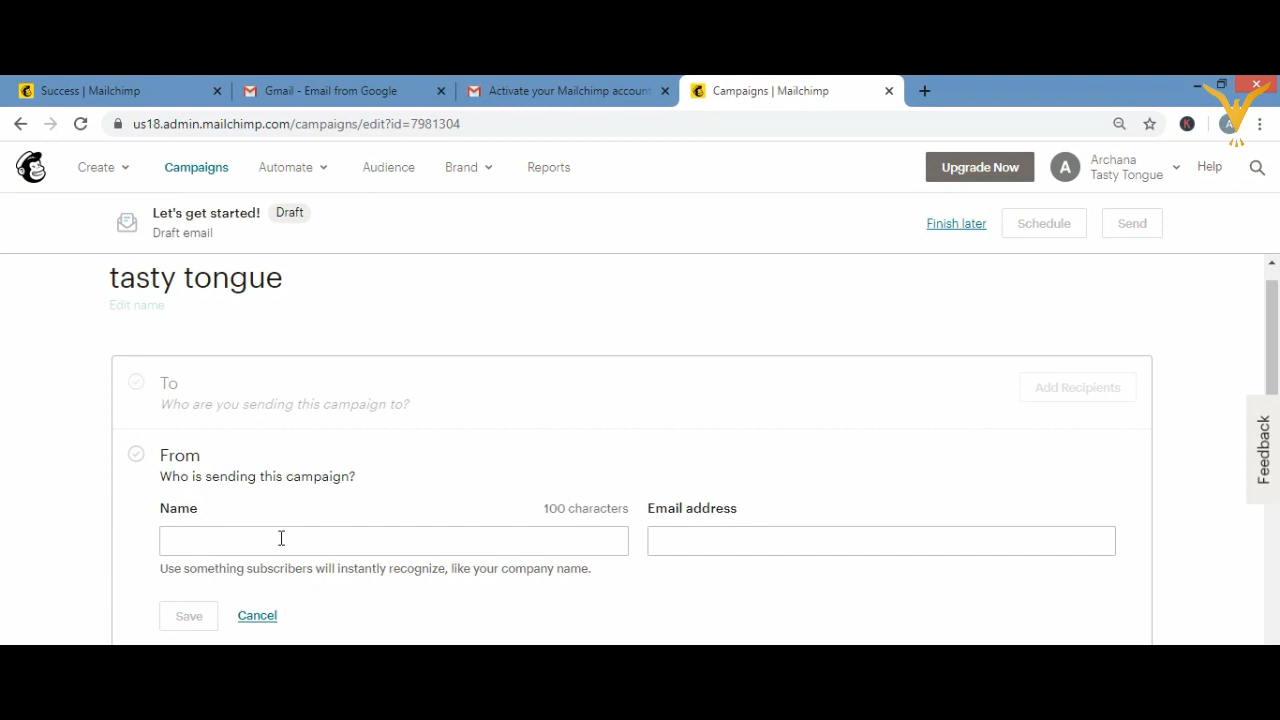 Success | Mailchimp
Gmail - Email from Google
Activate your Mailchimp accoun
Campaigns | Mailchimp
us18.admin.mailchimp.com/campaigns/edit?id=7981304
K
A
Create
Campaigns
Automate
Audience
Brand
Reports
Upgrade Now
A
Archana
Tasty Tongue
Help
Let's get started!
Draft
Draft email
Finish later
Schedule
Send
tasty tongue
Edit name
To
Who are you sending this campaign to?
Add Recipients
From
Who is sending this campaign?
Name
100 characters
Email address
Use something subscribers will instantly recognize, like your company name.
Save
Cancel
Feedback